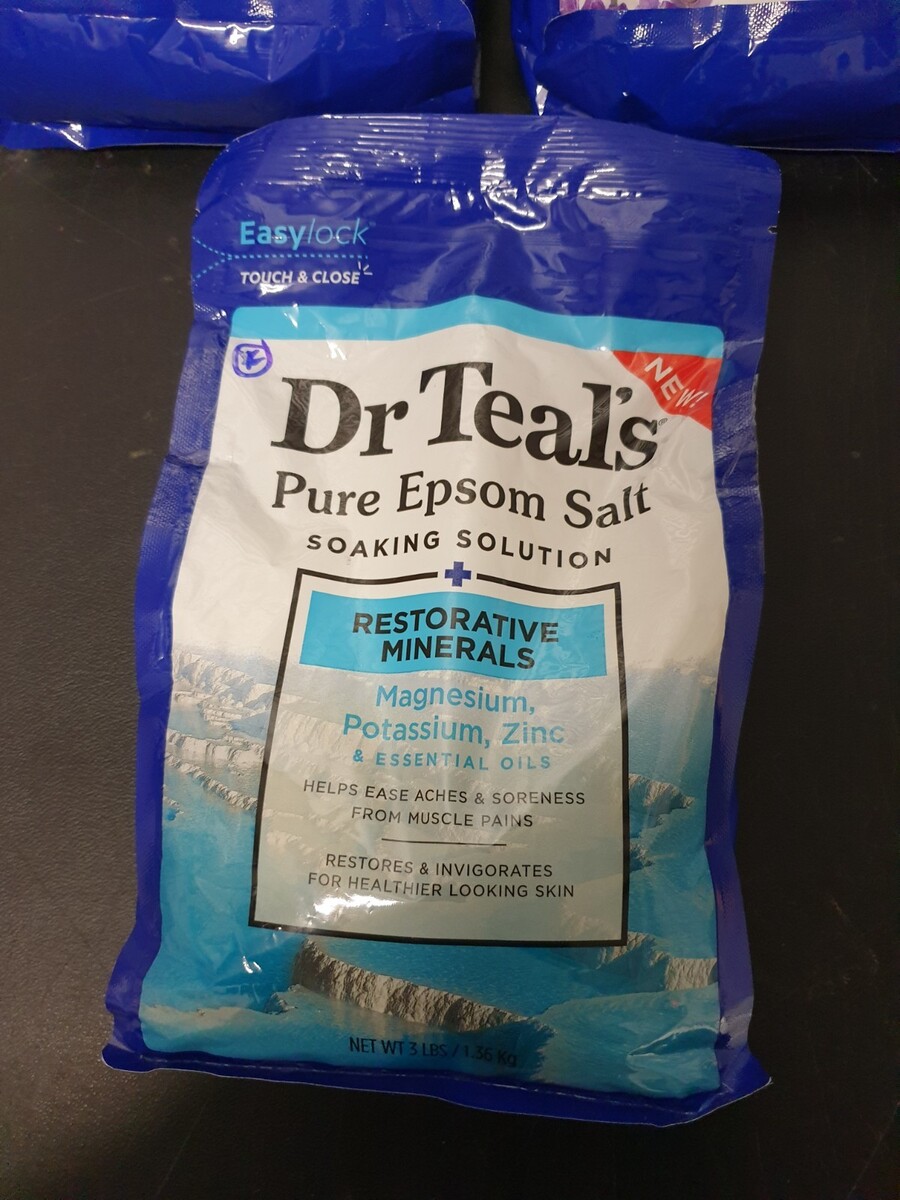 Easylock
TOUCH & CLOSE
NEW!
Dr Teal's
Pure Epsom Salt
SOAKING SOLUTION
RESTORATIVE
MINERALS
Magnesium,
Potassium, Zinc
& ESSENTIAL OILS
HELPS EASE ACHES & SORENESS
FROM MUSCLE PAINS
RESTORES & INVIGORATES
FOR HEALTHIER LOOKING SKIN
NET WT 3 LBS / 1.36 Kg